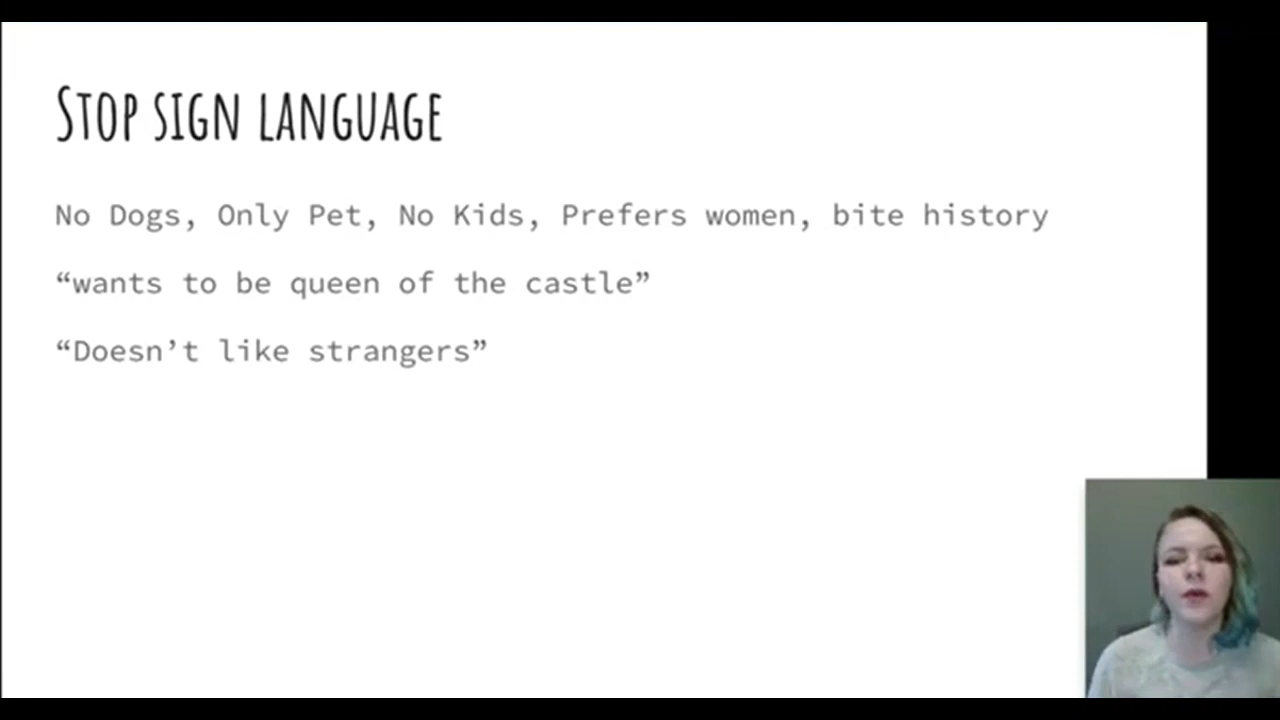 Stop sign language
No Dogs, Only Pet, No Kids, Prefers women, bite history
“wants to be queen of the castle”
“Doesn’t like strangers”